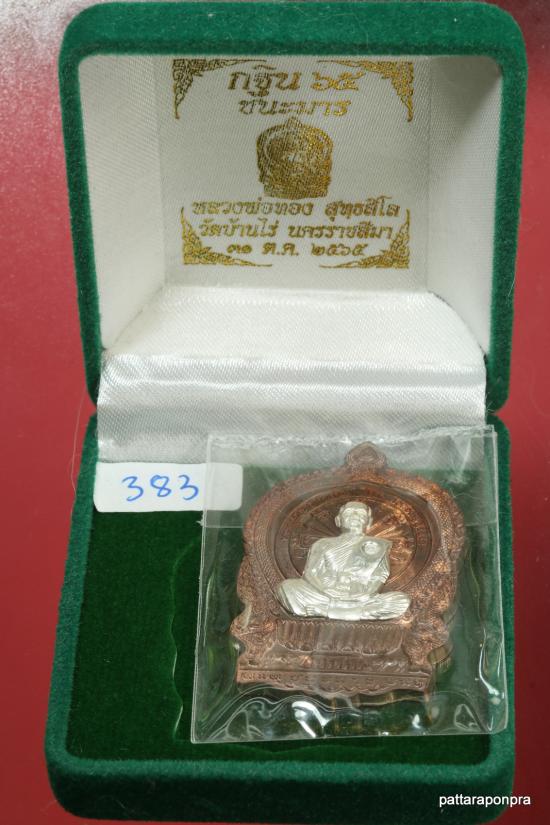 กฐิน ๖๕
ชนะมาร
หลวงพ่อทอง สุทธสีโล
วัดบ้านไร่ นครราชสีมา
๓๑ ต.ค. ๒๕๖๕
383
pattaraponpra